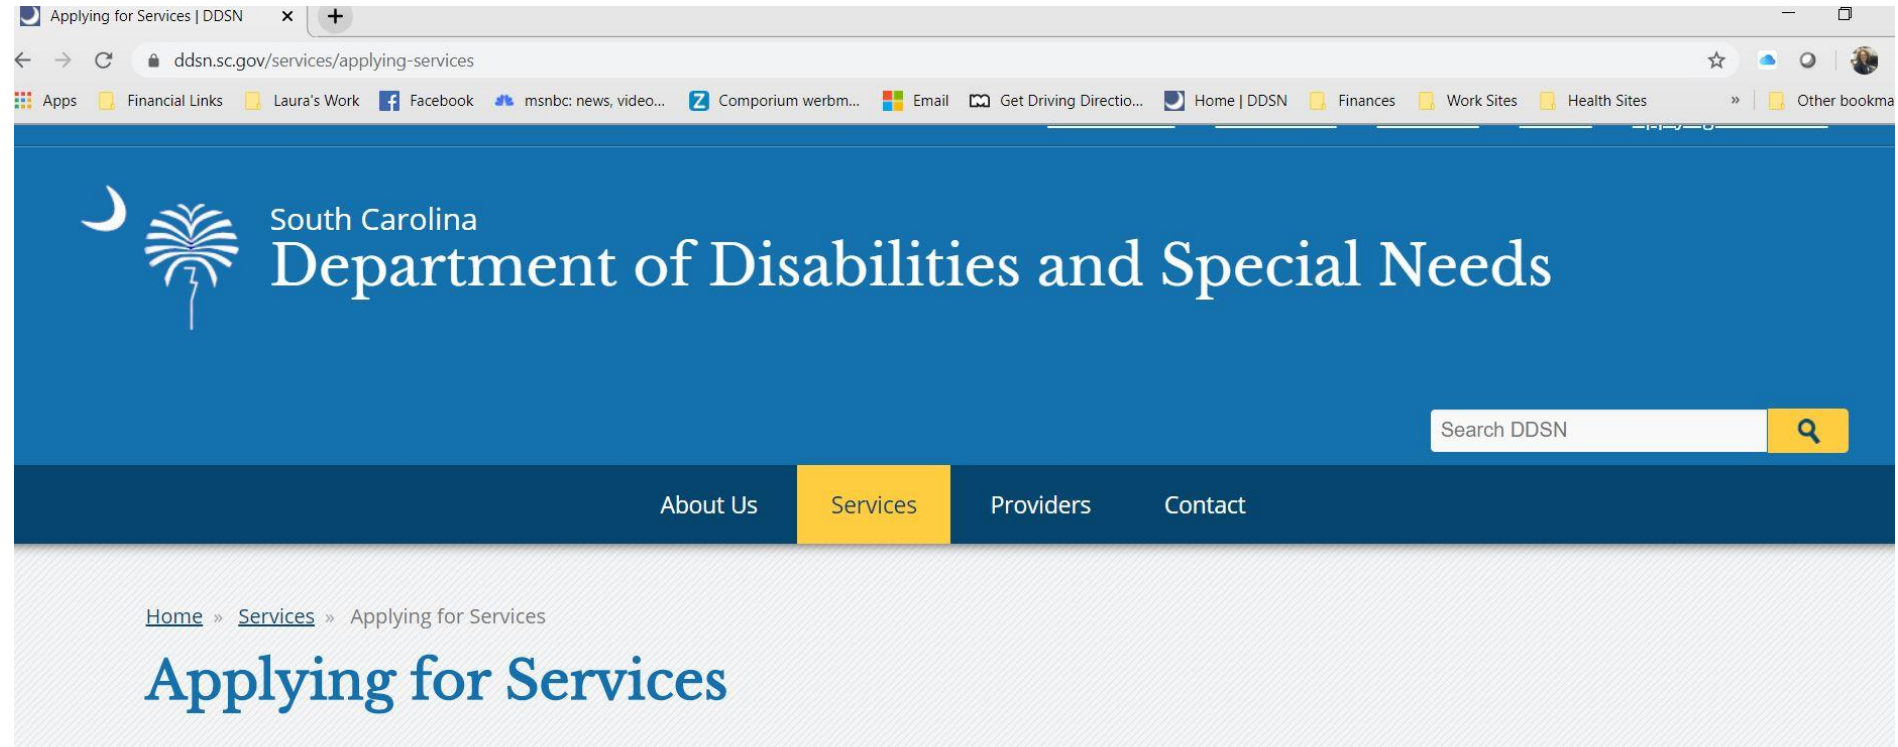 Applying for Services | DDSN
ddsn.sc.gov/services/applying-services
Apps Financial Links Laura's Work Facebook msnbc: news, video... Comporium werbm... Email Get Driving Directio... Home | DDSN Finances Work Sites Health Sites » Other bookma
South Carolina
Department of Disabilities and Special Needs
Search DDSN
About Us Services Providers Contact
Home » Services » Applying for Services
Applying for Services